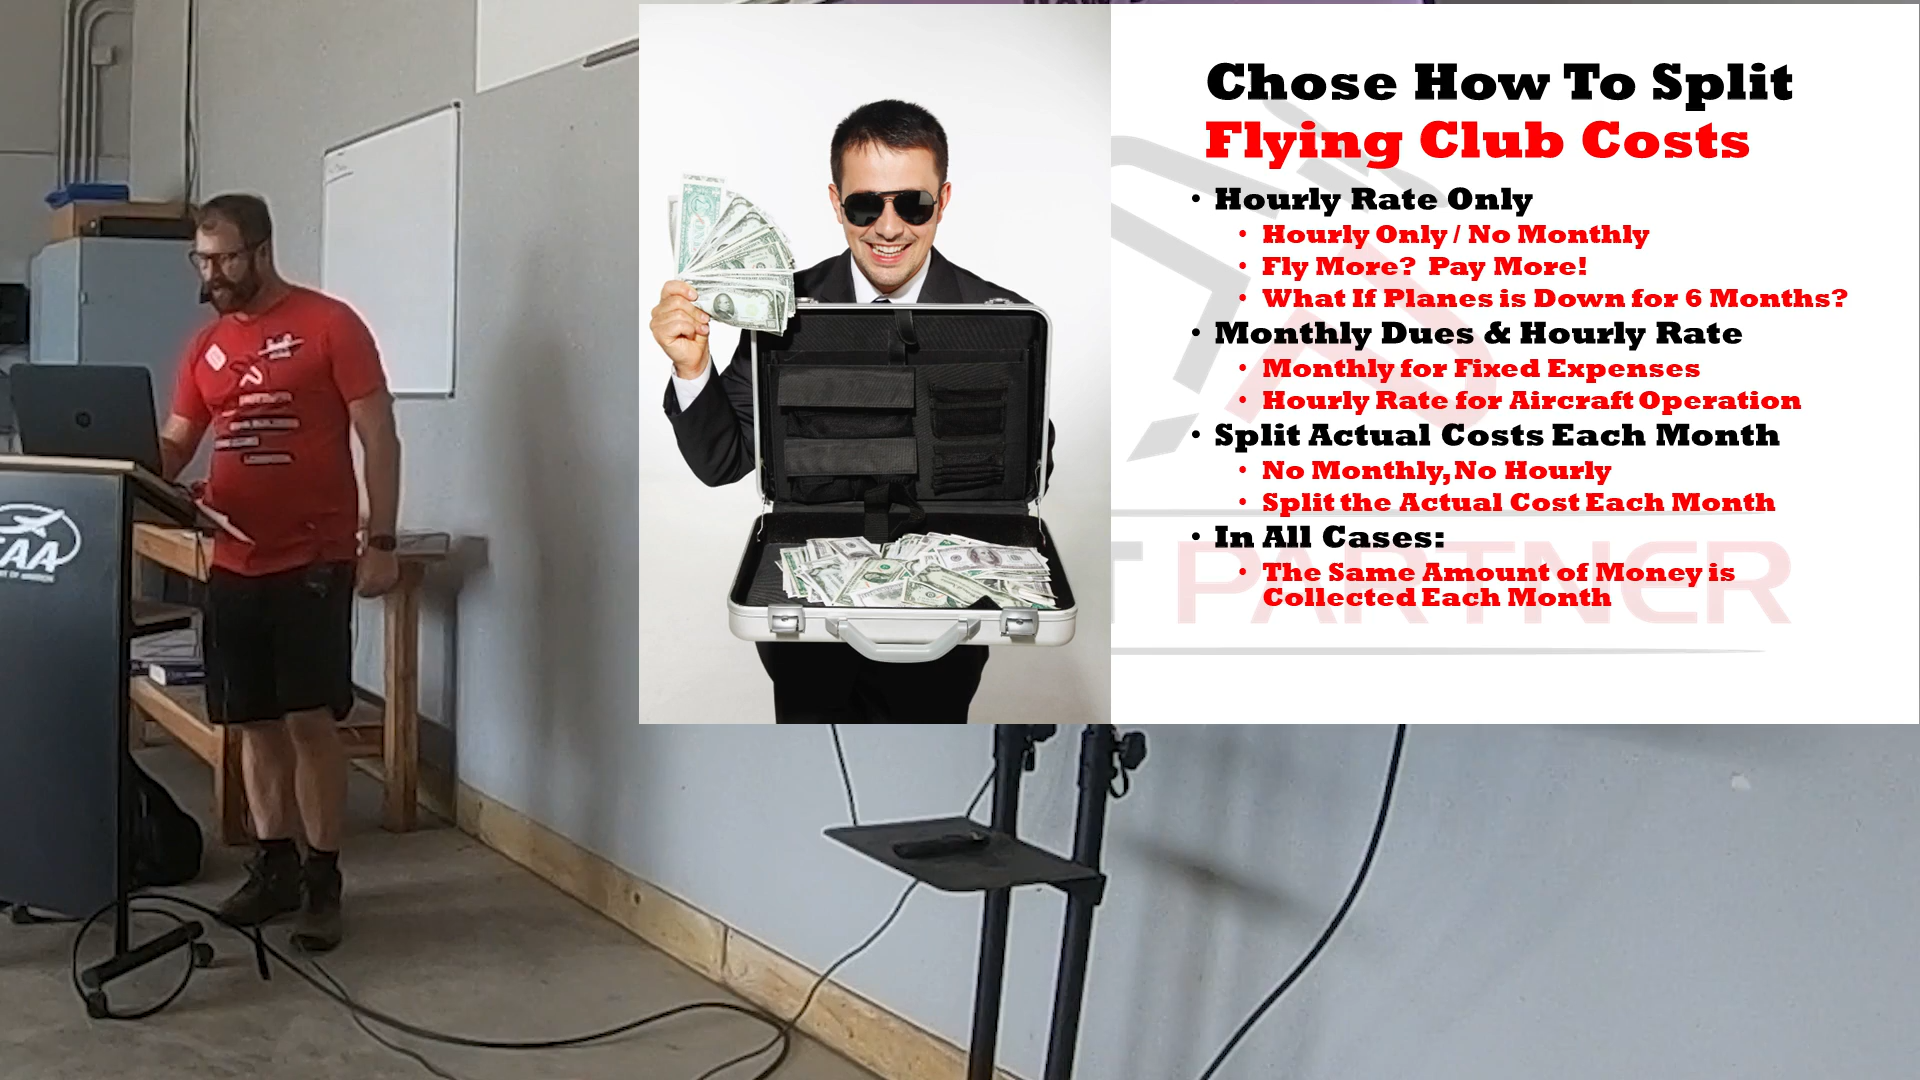 Chose How To Split
Flying Club Costs
• Hourly Rate Only
• Hourly Only / No Monthly
• Fly More? Pay More!
• What If Planes is Down for 6 Months?
• Monthly Dues & Hourly Rate
• Monthly for Fixed Expenses
• Hourly Rate for Aircraft Operation
• Split Actual Costs Each Month
• No Monthly, No Hourly
• Split the Actual Cost Each Month
• In All Cases:
• The Same Amount of Money is
Collected Each Month
PARTNER
EAA